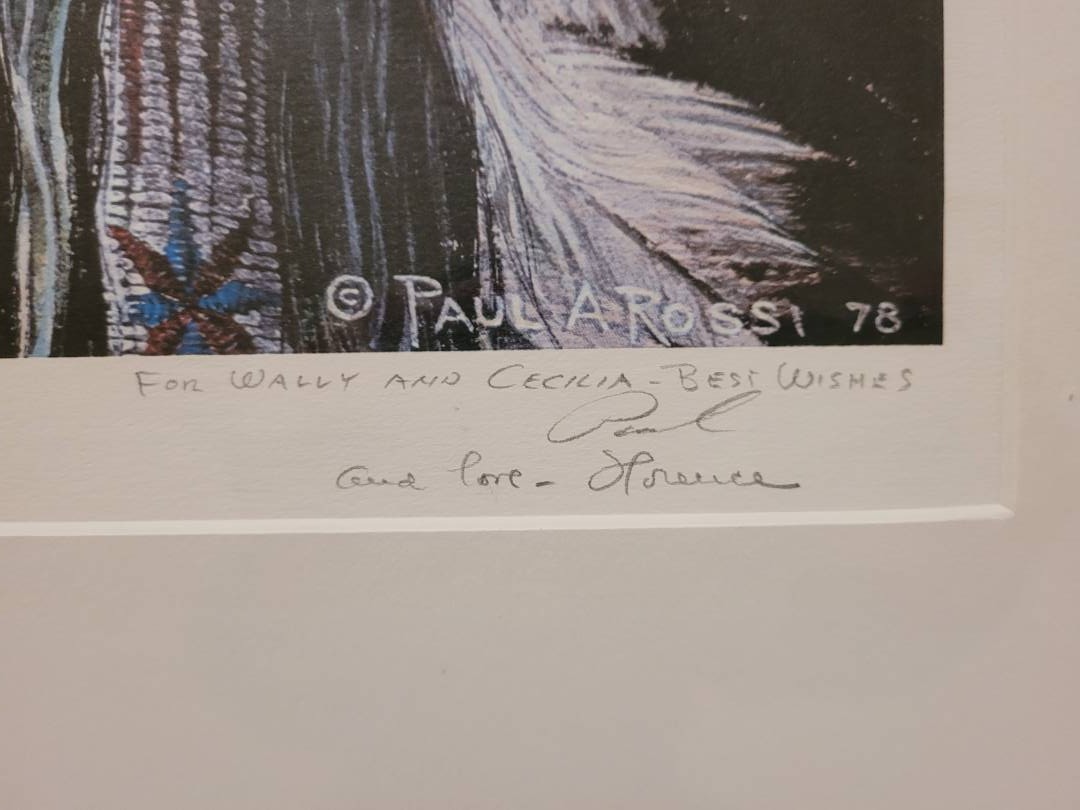 © PAUL A ROSSI 78
FOR WALLY AND CECILIA - BEST WISHES
Paul
and love - Florence